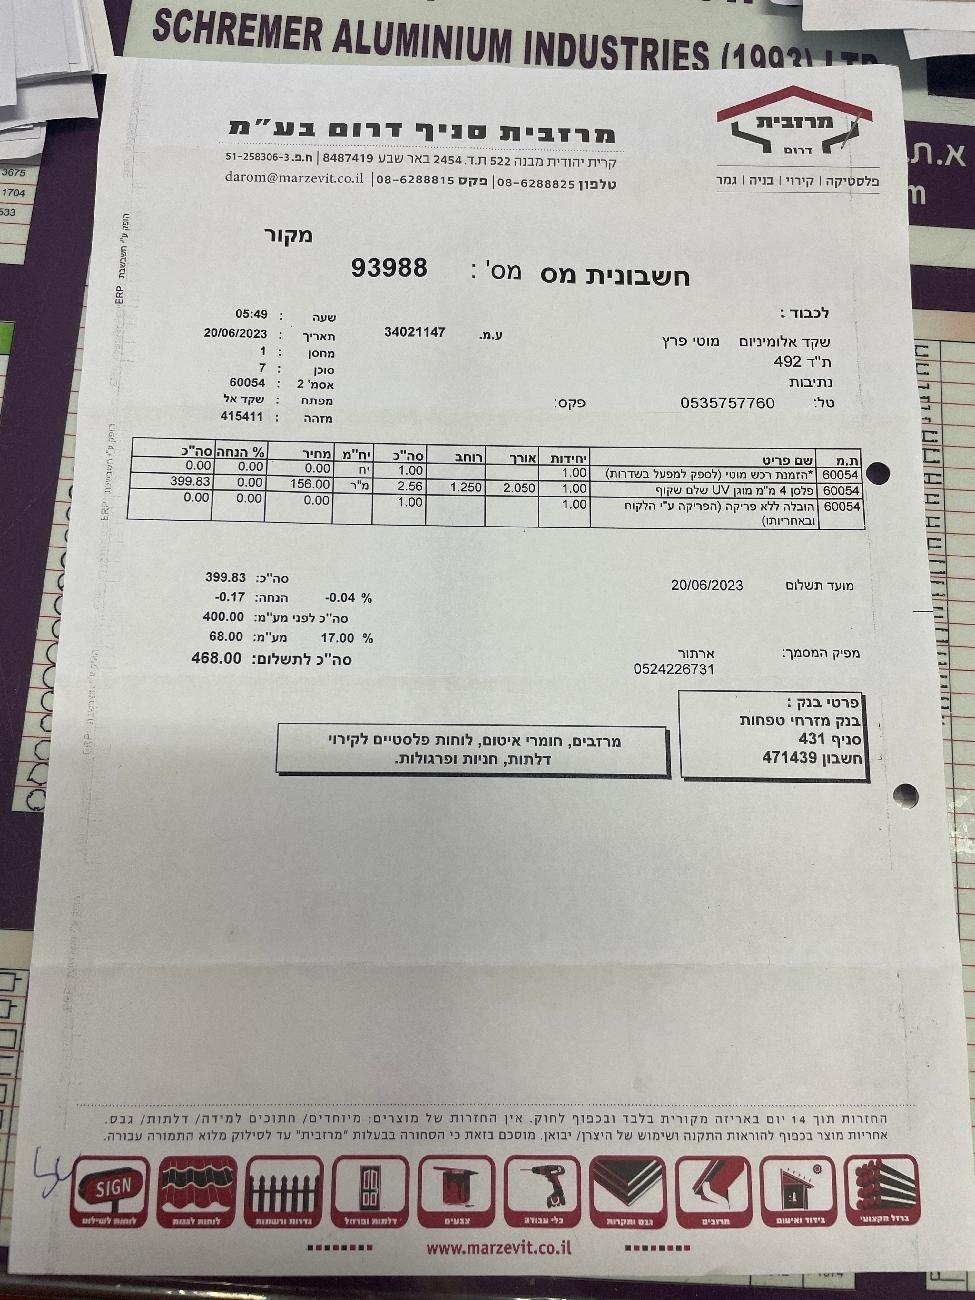 SCHREMER ALUMINIUM INDUSTRIES (1993) LTD
א.ת.
m
3675
1704
533
מרזבית
דרום
פלסטיקה | קירוי | בניה | גמר
מרזבית סניף דרום בע"מ
קרית יהודית מבנה 522 ת.ד. 2454 באר שבע 8487419 | ח.פ. 51-258306-3
טלפון 08-6288825 | פקס 08-6288815 | darom@marzevit.co.il
מקור
חשבונית מס מס' : 93988
לכבוד :
שקד אלומיניום מוטי פרץ
ת"ד 492
נתיבות
טל: 0535757760 פקס:
ע.מ. 34021147
שעה : 05:49
תאריך : 20/06/2023
מחסן : 1
סוכן : 7
אסמ' 2 : 60054
מפתח : שקד אל
מזהה : 415411
ת.מ שם פריט יחידות אורך רוחב סה"כ יח"מ מחיר % הנחה סה"כ
60054 *הזמנת רכש מוטי (לספק למפעל בשדרות) 1.00 1.00 יח 0.00 0.00 0.00
60054 פלסן 4 מ"מ מוגן UV שלם שקוף 1.00 2.050 1.250 2.56 מ"ר 156.00 0.00 399.83
60054 הובלה ללא פריקה (הפריקה ע"י הלקוח 1.00 1.00 0.00 0.00 0.00
ובאחריותו)
מועד תשלום 20/06/2023
סה"כ: 399.83
% -0.04 הנחה: -0.17
סה"כ לפני מע"מ: 400.00
% 17.00 מע"מ: 68.00
סה"כ לתשלום: 468.00
מפיק המסמך: ארתור
0524226731
פרטי בנק :
בנק מזרחי טפחות
סניף 431
חשבון 471439
מרזבים, חומרי איטום, לוחות פלסטיים לקירוי
דלתות, חניות ופרגולות.
החזרות תוך 14 יום באריזה מקורית בלבד ובכפוף לחוק. אין החזרות של מוצרים: מיוחדים/ חתוכים למידה/ דלתות/ גבס.
אחריות מוצר בכפוף להוראות התקנה ושימוש של היצרן/ יבואן. מוסכם בזאת כי הסחורה בבעלות "מרזבית" עד לסילוק מלוא התמורה עבורה.
SIGN
ברזל מקצועי
בידוד ואיטום
מרזבים
גבס ותקרות
כלי עבודה
צבעים
דלתות ופרזול
גדרות ורשתות
לוחות לגגות
לוחות לשילוט
www.marzevit.co.il